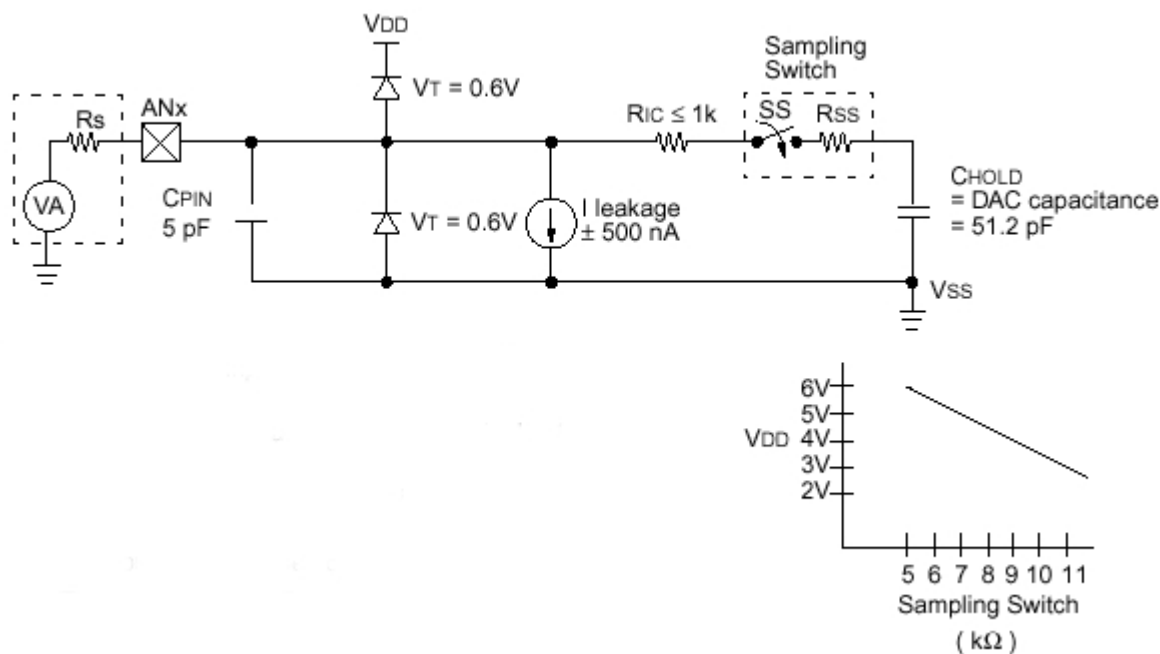 VDD
Sampling
Switch
VT = 0.6V
ANx
Rs
RIC ≤ 1k
SS
RSS
VA
CPIN
5 pF
VT = 0.6V
I leakage
± 500 nA
CHOLD
= DAC capacitance
= 51.2 pF
VSS
6V
5V
VDD 4V
3V
2V
5 6 7 8 9 10 11
Sampling Switch
( kΩ )